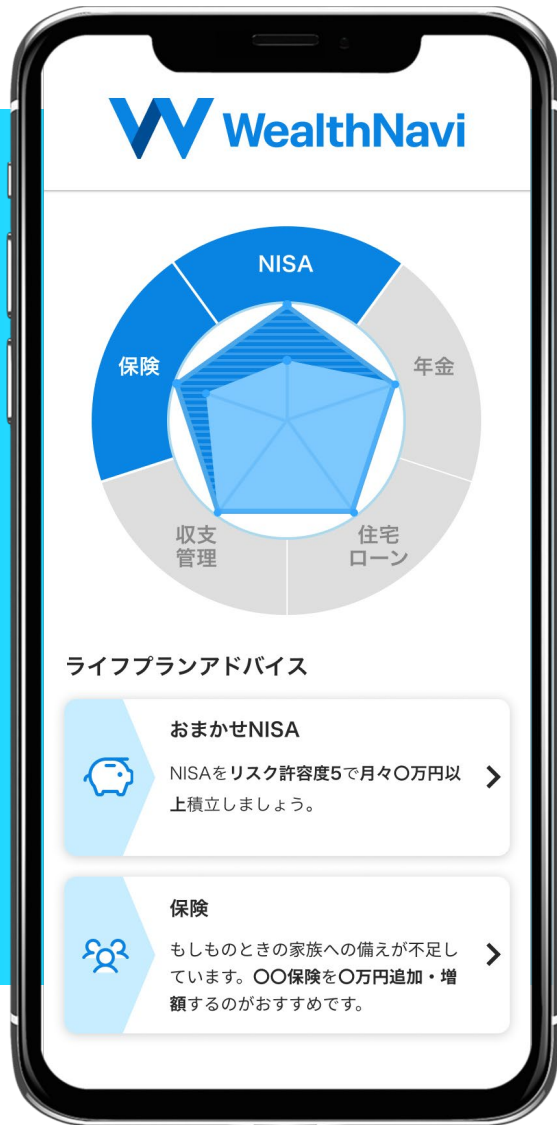 WealthNavi
NISA
保険
年金
収支
管理
住宅
ローン
ライフプランアドバイス
おまかせNISA
NISAをリスク許容度5で月々〇万円以
上積立しましょう。
保険
もしものときの家族への備えが不足し
ています。〇〇保険を〇万円追加・増
額するのがおすすめです。